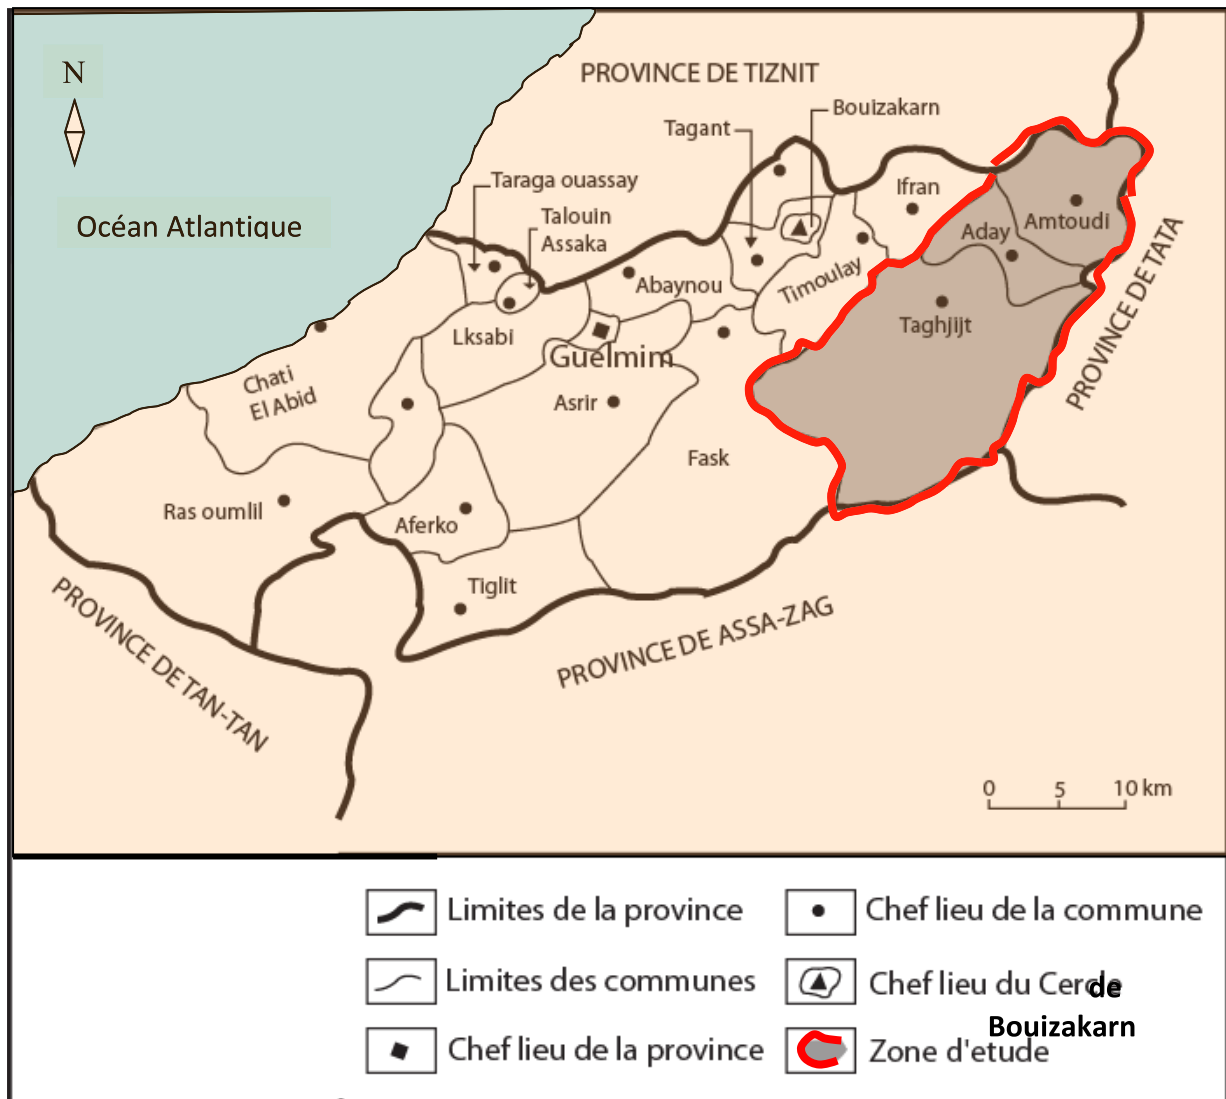 PROVINCE DE TIZNIT
N
Bouizakarn
Tagant
Taraga ouassay
Ifran
Océan Atlantique
Talouin
Assaka
Aday
Amtoudi
Abaynou
Timoulay
PROVINCE DE TATA
Lksabi
Taghjijt
Guelmim
Chati
El Abid
Asrir
Fask
Ras oumlil
Aferko
Tiglit
PROVINCE DE TAN-TAN
PROVINCE DE ASSA-ZAG
0 5 10 km
Limites de la province
Chef lieu de la commune
Limites des communes
Chef lieu du Cercle de
Bouizakarn
Chef lieu de la province
Zone d'etude